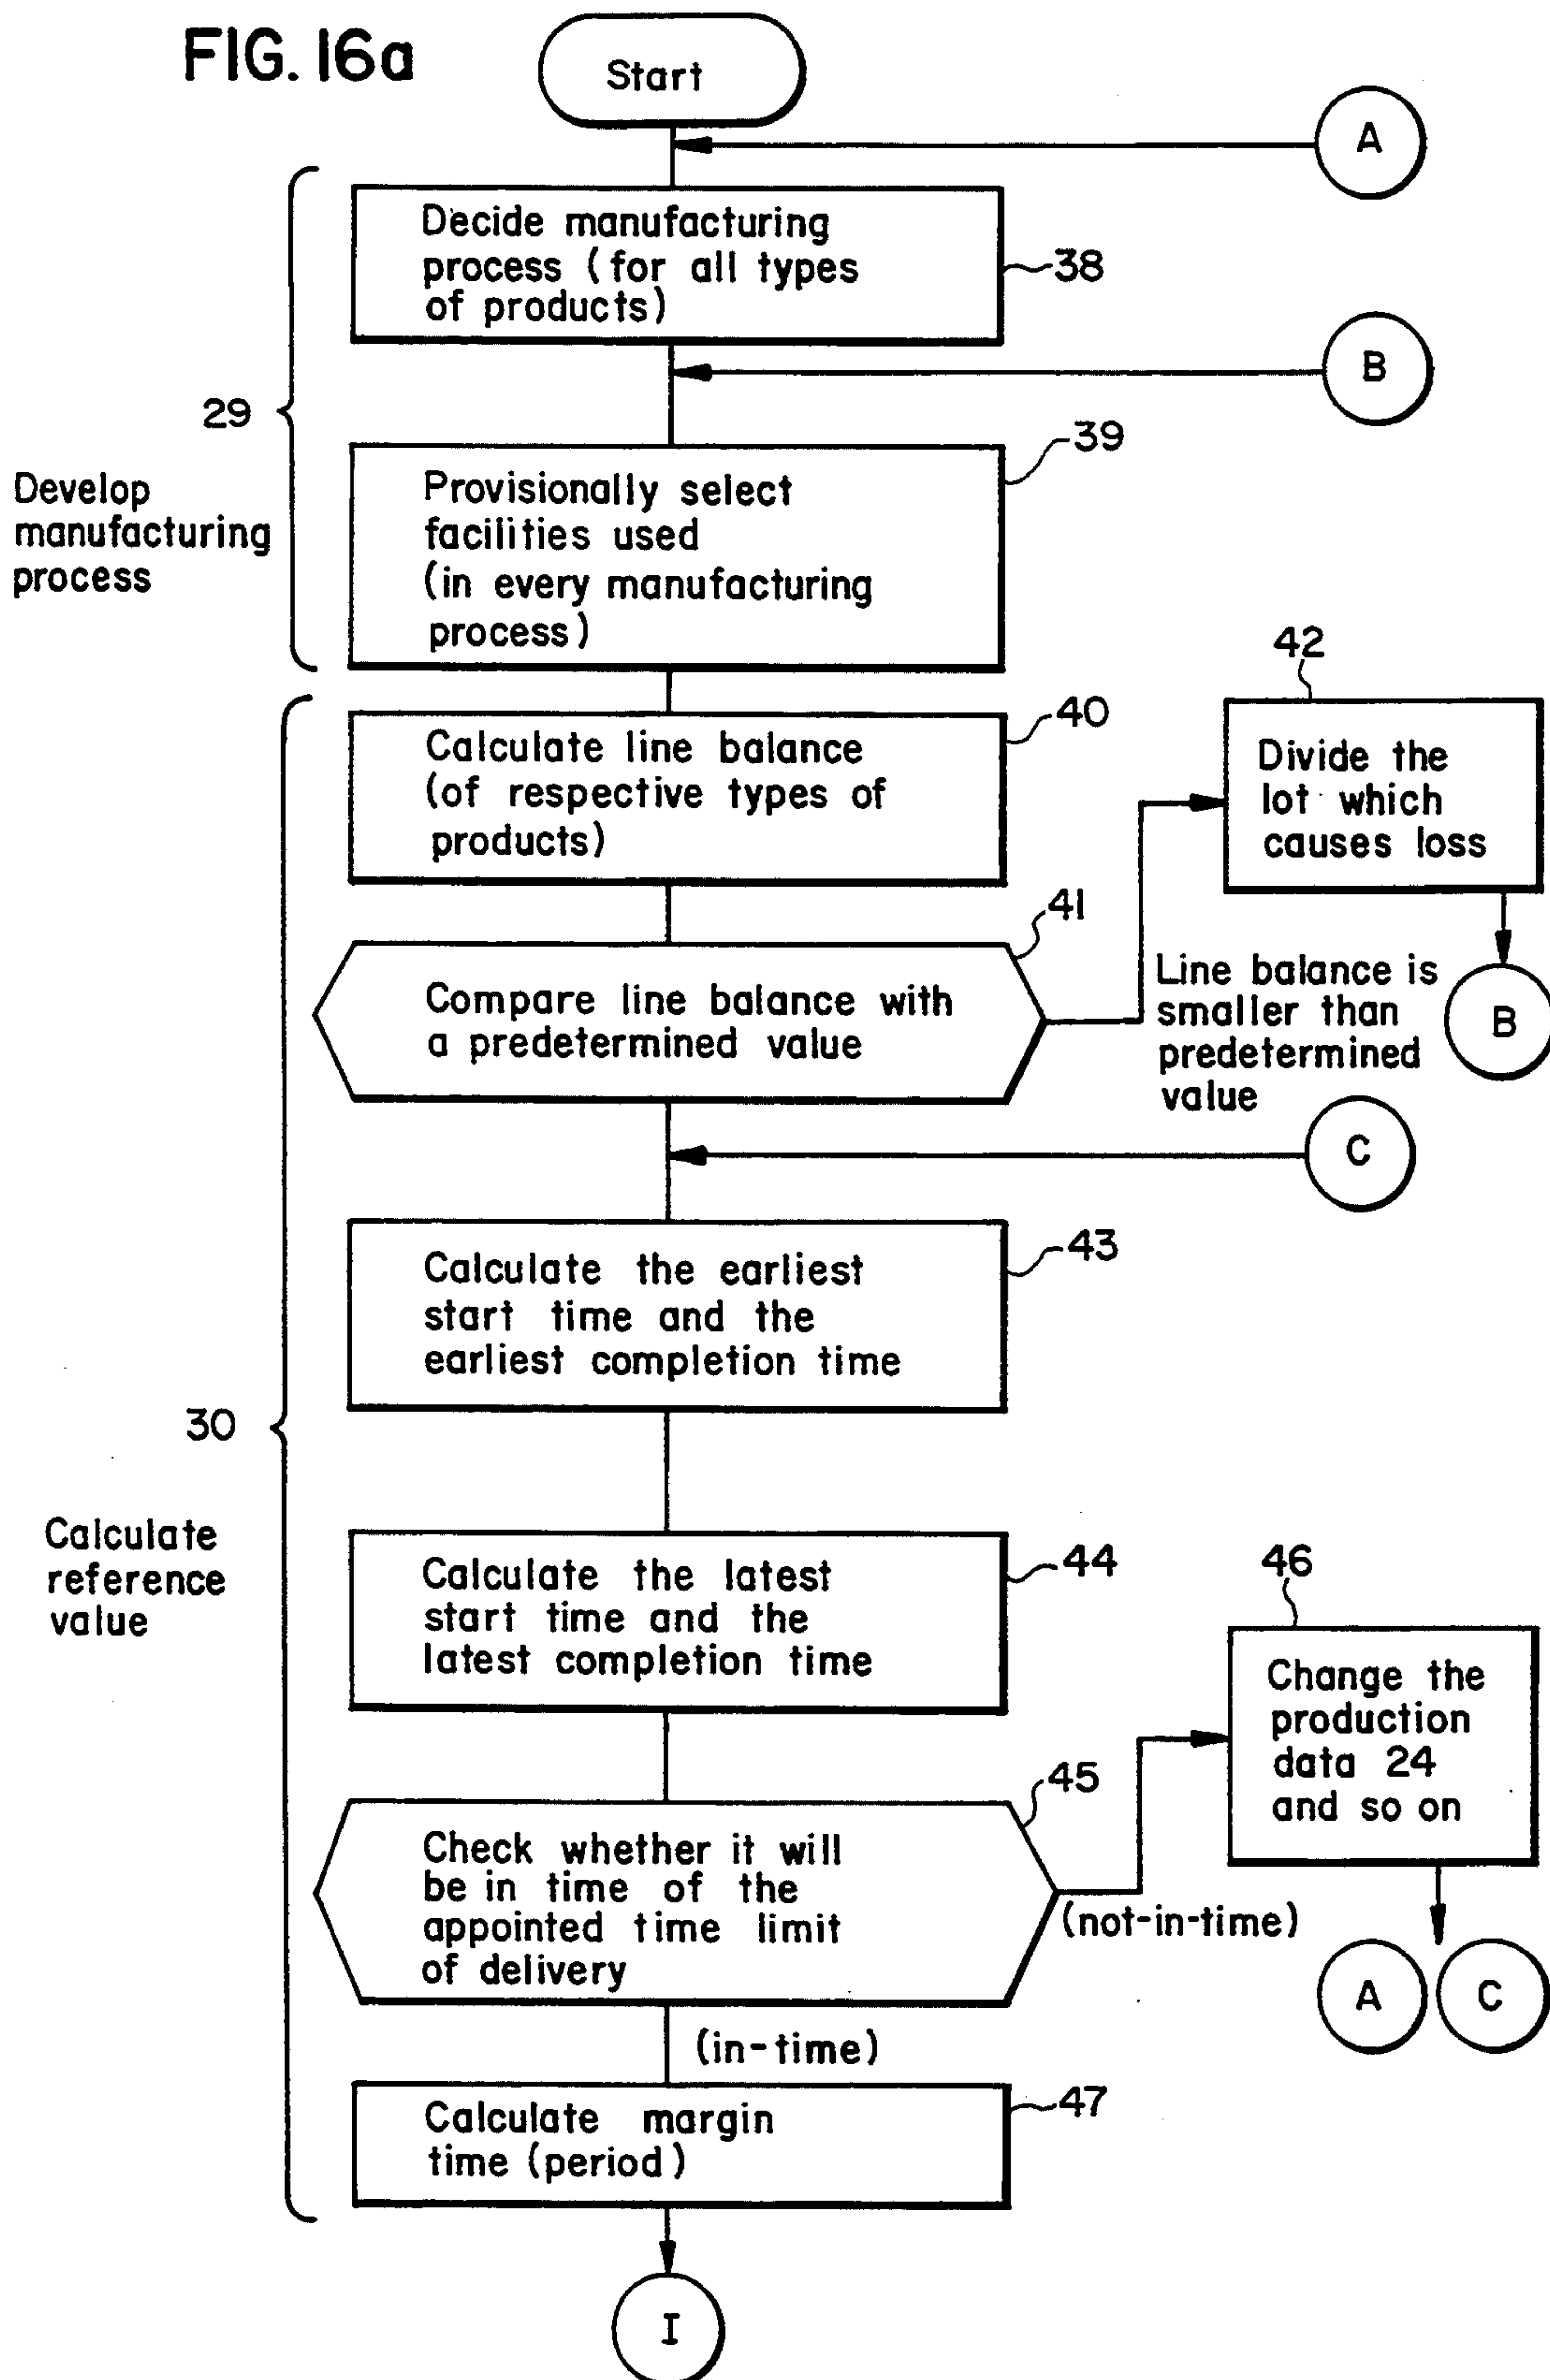 FIG. 16a
Start
A
Decide manufacturing
process (for all types
of products)
38
B
29
Develop
manufacturing
process
39
Provisionally select
facilities used
(in every manufacturing
process)
40
Calculate line balance
(of respective types of
products)
42
Divide the
lot which
causes loss
41
Compare line balance with
a predetermined value
Line balance is
smaller than
predetermined
value
B
C
43
Calculate the earliest
start time and the
earliest completion time
30
Calculate
reference
value
44
Calculate the latest
start time and the
latest completion time
46
Change the
production
data 24
and so on
45
Check whether it will
be in time of the
appointed time limit
of delivery
(not-in-time)
A
C
(in-time)
47
Calculate margin
time (period)
I